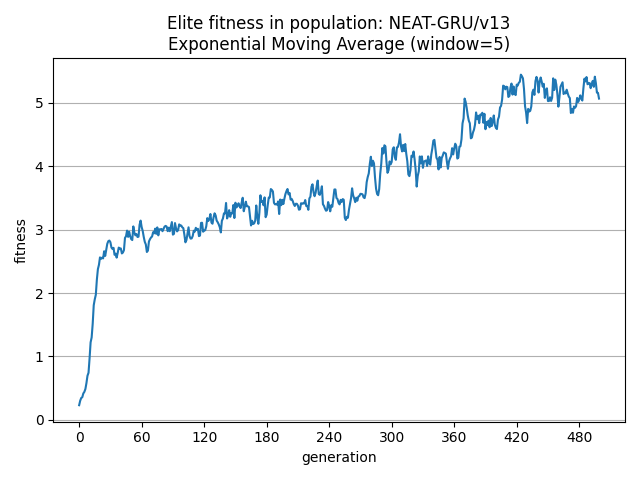 Elite fitness in population: NEAT-GRU/v13
Exponential Moving Average (window=5)
fitness
5
4
3
2
1
0
0 60 120 180 240 300 360 420 480
generation